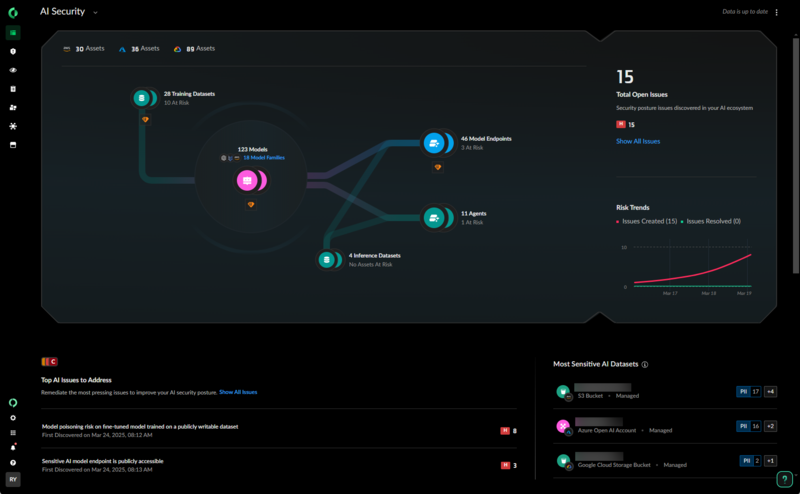 AI Security
Data is up to date
30 Assets
36 Assets
89 Assets
28 Training Datasets
10 At Risk
123 Models
18 Model Families
46 Model Endpoints
3 At Risk
11 Agents
1 At Risk
4 Inference Datasets
No Assets At Risk
15
Total Open Issues
Security posture issues discovered in your AI ecosystem
H 15
Show All Issues
Risk Trends
Issues Created (15) Issues Resolved (0)
10
0
Mar 17 Mar 18 Mar 19
C
Top AI Issues to Address
Remediate the most pressing issues to improve your AI security posture. Show All Issues
Model poisoning risk on fine-tuned model trained on a publicly writable dataset
First Discovered on Mar 24, 2025, 08:12 AM
H 8
Sensitive AI model endpoint is publicly accessible
First Discovered on Mar 24, 2025, 08:13 AM
H 3
Most Sensitive AI Datasets
S3 Bucket • Managed
PII 17 +4
Azure Open AI Account • Managed
PII 16 +2
Google Cloud Storage Bucket • Managed
PII 2 +1
RY
?